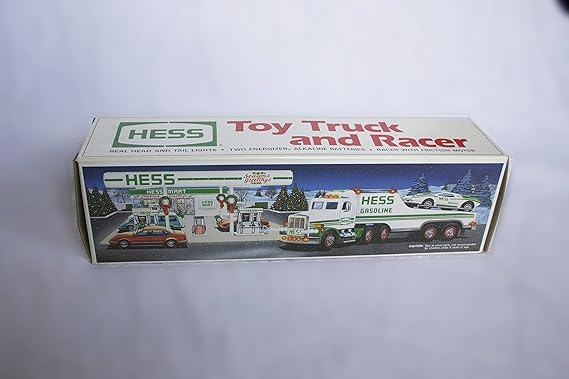 HESS
Toy Truck
and Racer
REAL HEAD AND TAIL LIGHTS • TWO ENERGIZER® ALKALINE BATTERIES • RACER WITH FRICTION MOTOR
HESS
Season's
Greetings
HESS MART
HESS
HESS
GASOLINE
CAUTION: